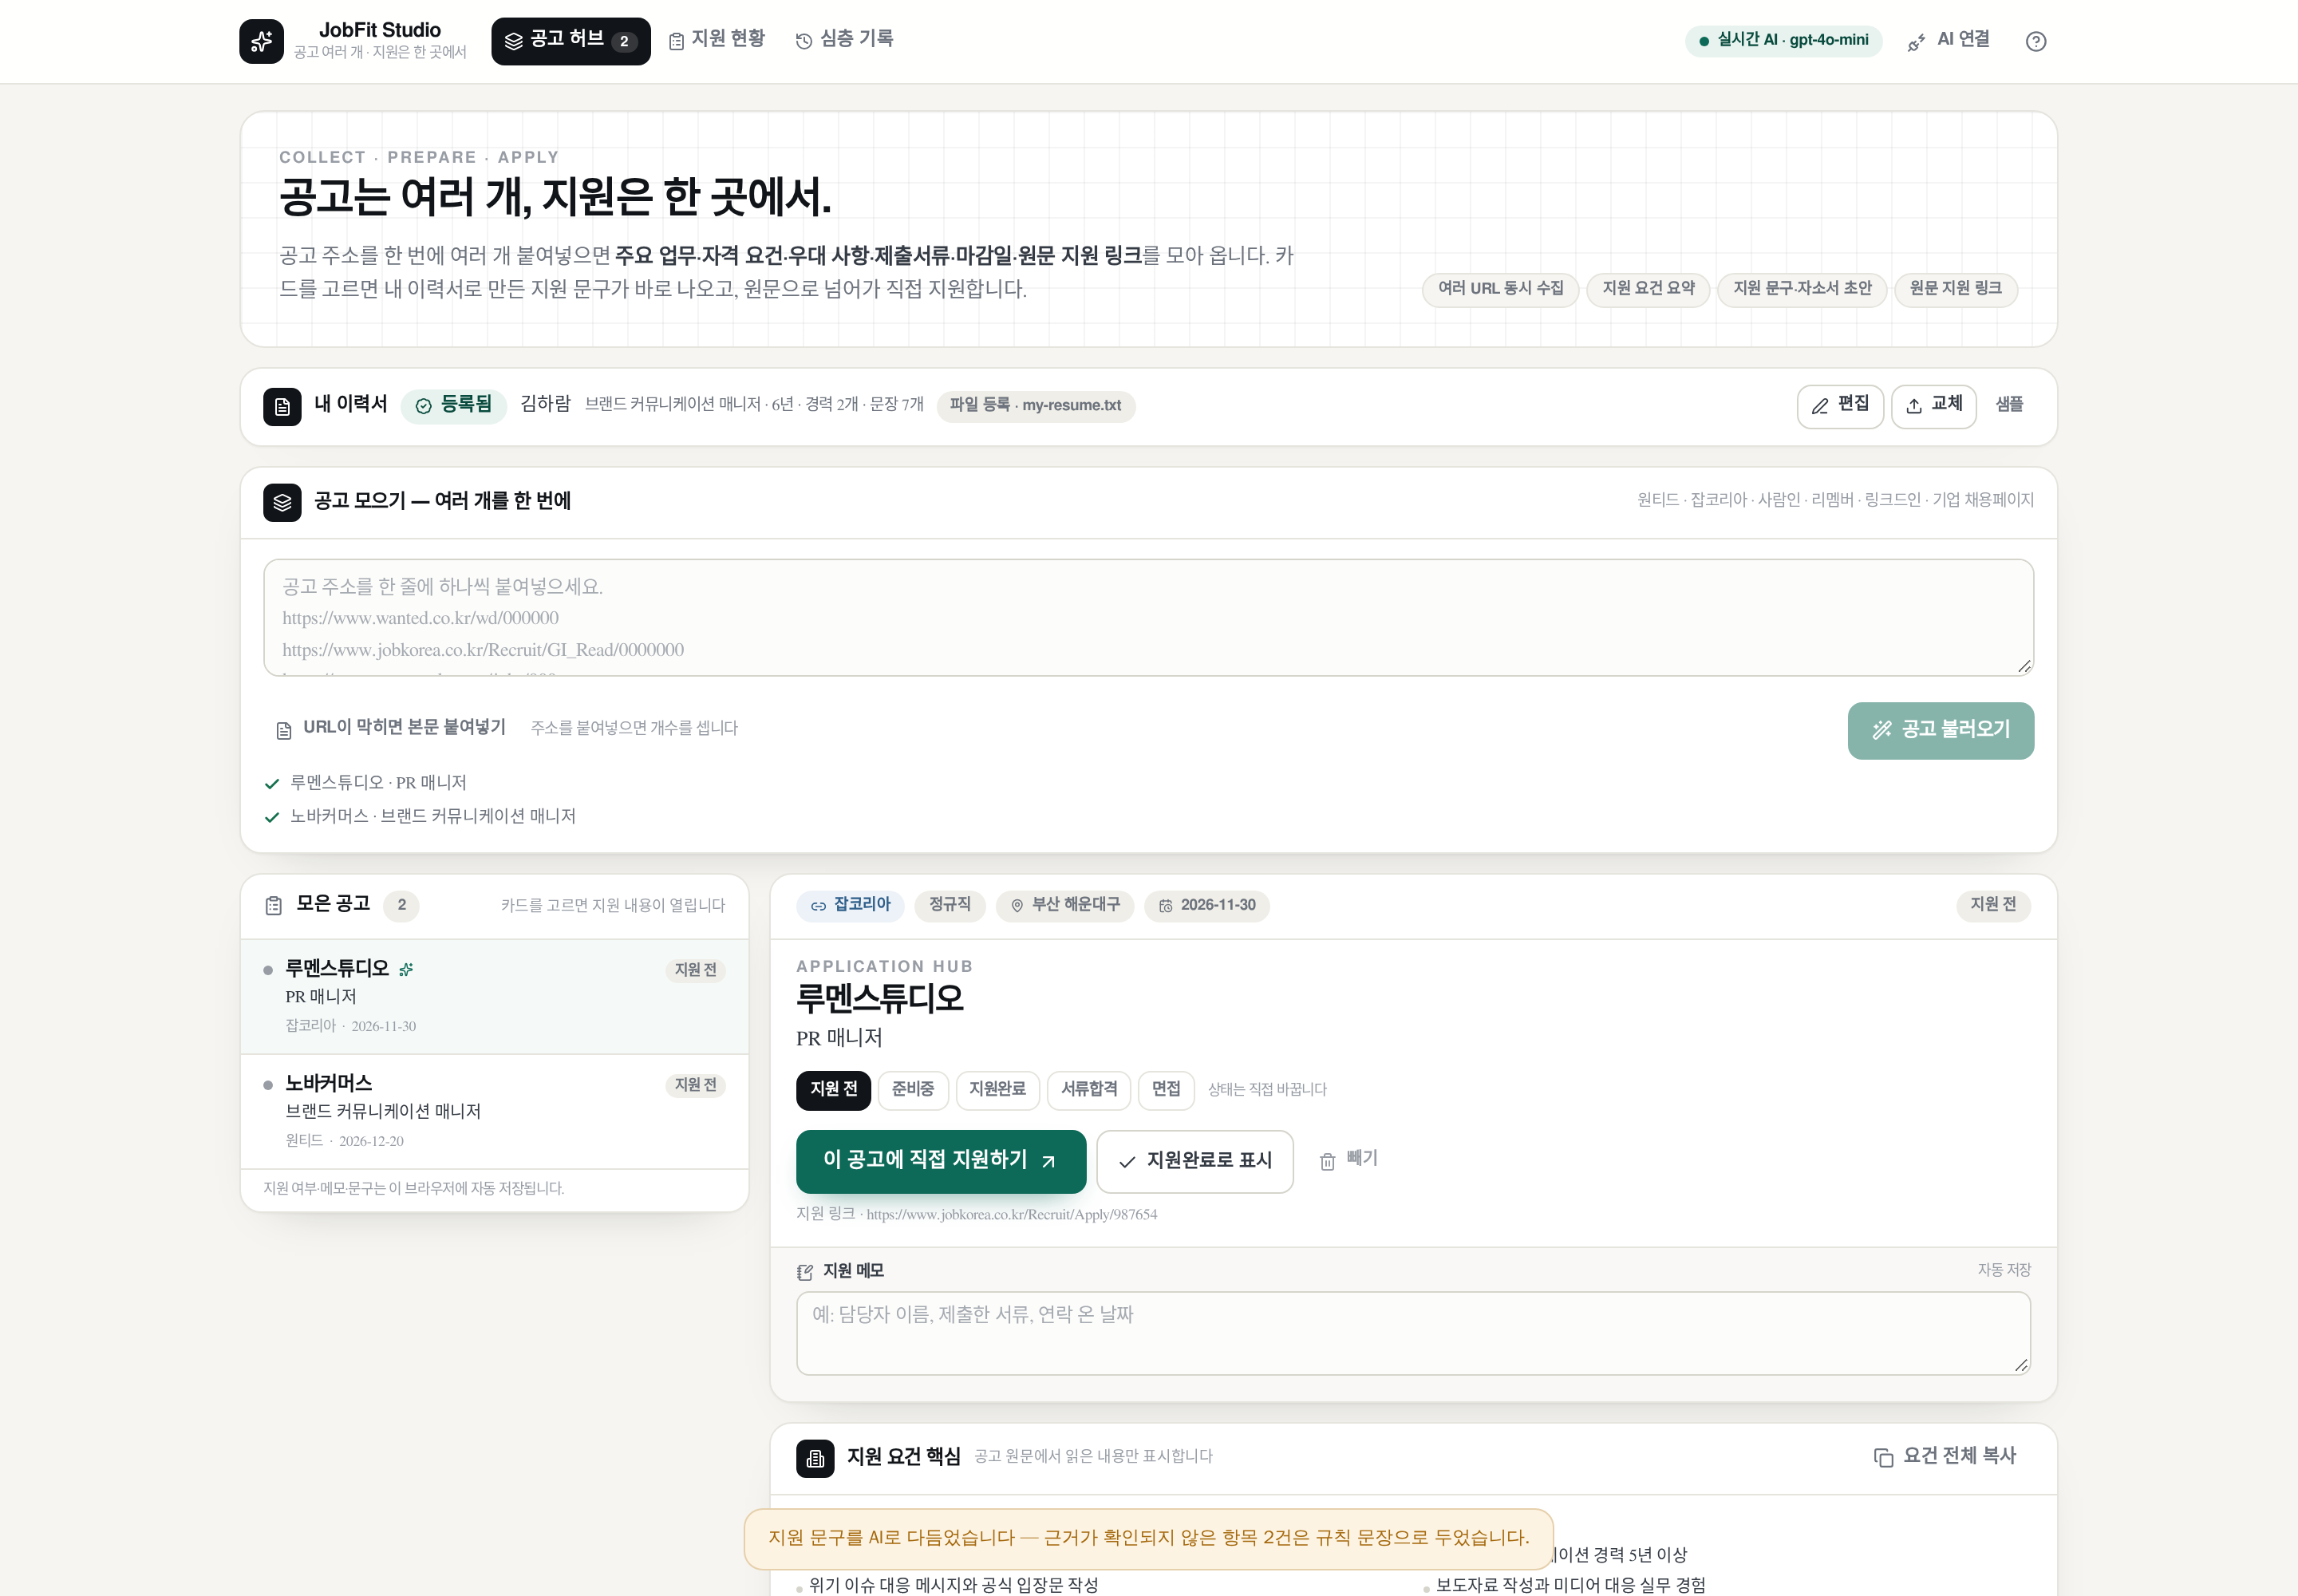 JobFit Studio
공고 여러 개 · 지원은 한 곳에서
공고 허브 2
지원 현황
심층 기록
실시간 AI · gpt-4o-mini
AI 연결
COLLECT · PREPARE · APPLY
공고는 여러 개, 지원은 한 곳에서.
공고 주소를 한 번에 여러 개 붙여넣으면 주요 업무·자격 요건·우대 사항·제출서류·마감일·원문 지원 링크를 모아 옵니다. 카
드를 고르면 내 이력서로 만든 지원 문구가 바로 나오고, 원문으로 넘어가 직접 지원합니다.
여러 URL 동시 수집
지원 요건 요약
지원 문구·자소서 초안
원문 지원 링크
내 이력서
등록됨
김하람
브랜드 커뮤니케이션 매니저 · 6년 · 경력 2개 · 문장 7개
파일 등록 · my-resume.txt
편집
교체
샘플
공고 모으기 — 여러 개를 한 번에
원티드 · 잡코리아 · 사람인 · 리멤버 · 링크드인 · 기업 채용페이지
공고 주소를 한 줄에 하나씩 붙여넣으세요.
https://www.wanted.co.kr/wd/000000
https://www.jobkorea.co.kr/Recruit/GI_Read/0000000
URL이 막히면 본문 붙여넣기
주소를 붙여넣으면 개수를 셉니다
공고 불러오기
루멘스튜디오 · PR 매니저
노바커머스 · 브랜드 커뮤니케이션 매니저
모은 공고 2
카드를 고르면 지원 내용이 열립니다
루멘스튜디오
지원 전
PR 매니저
잡코리아 · 2026-11-30
노바커머스
지원 전
브랜드 커뮤니케이션 매니저
원티드 · 2026-12-20
지원 여부·메모·문구는 이 브라우저에 자동 저장됩니다.
잡코리아
정규직
부산 해운대구
2026-11-30
지원 전
APPLICATION HUB
루멘스튜디오
PR 매니저
지원 전
준비중
지원완료
서류합격
면접
상태는 직접 바꿉니다
이 공고에 직접 지원하기
지원완료로 표시
빼기
지원 링크 · https://www.jobkorea.co.kr/Recruit/Apply/987654
지원 메모
자동 저장
예: 담당자 이름, 제출한 서류, 연락 온 날짜
지원 요건 핵심
공고 원문에서 읽은 내용만 표시합니다
요건 전체 복사
지원 문구를 AI로 다듬었습니다 — 근거가 확인되지 않은 항목 2건은 규칙 문장으로 두었습니다.
이션 경력 5년 이상
위기 이슈 대응 메시지와 공식 입장문 작성
보도자료 작성과 미디어 대응 실무 경험